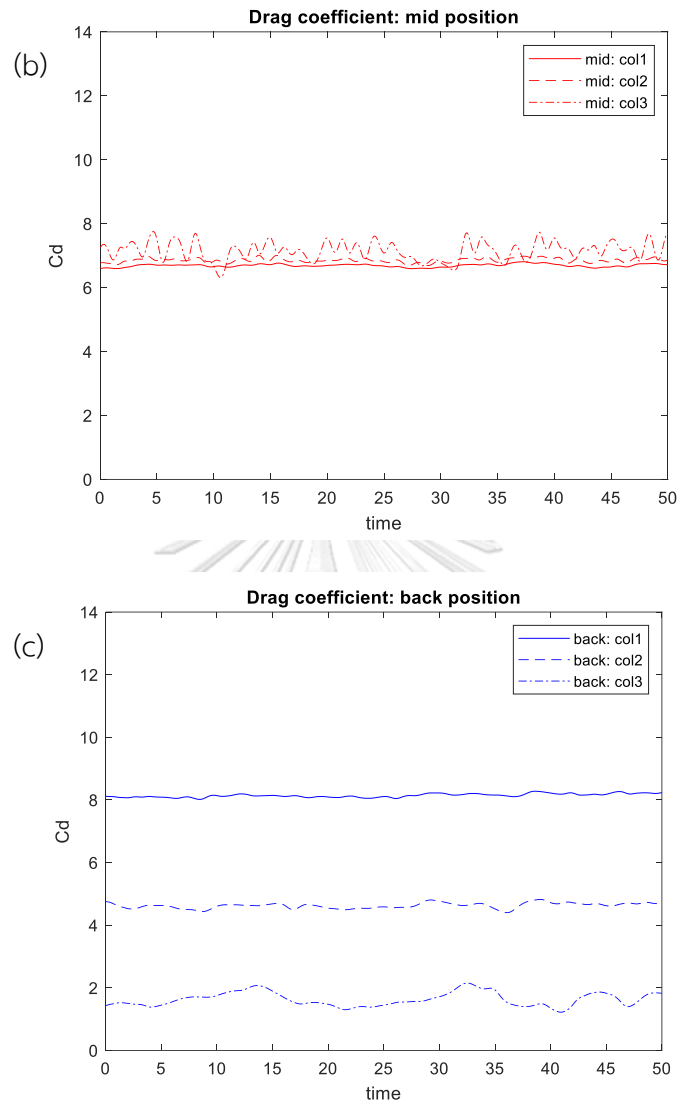 Drag coefficient: mid position
(b)
14
12
10
8
6
4
2
0
Cd
mid: col1
mid: col2
mid: col3
0 5 10 15 20 25 30 35 40 45 50
time
Drag coefficient: back position
(c)
14
12
10
8
6
4
2
0
Cd
back: col1
back: col2
back: col3
0 5 10 15 20 25 30 35 40 45 50
time